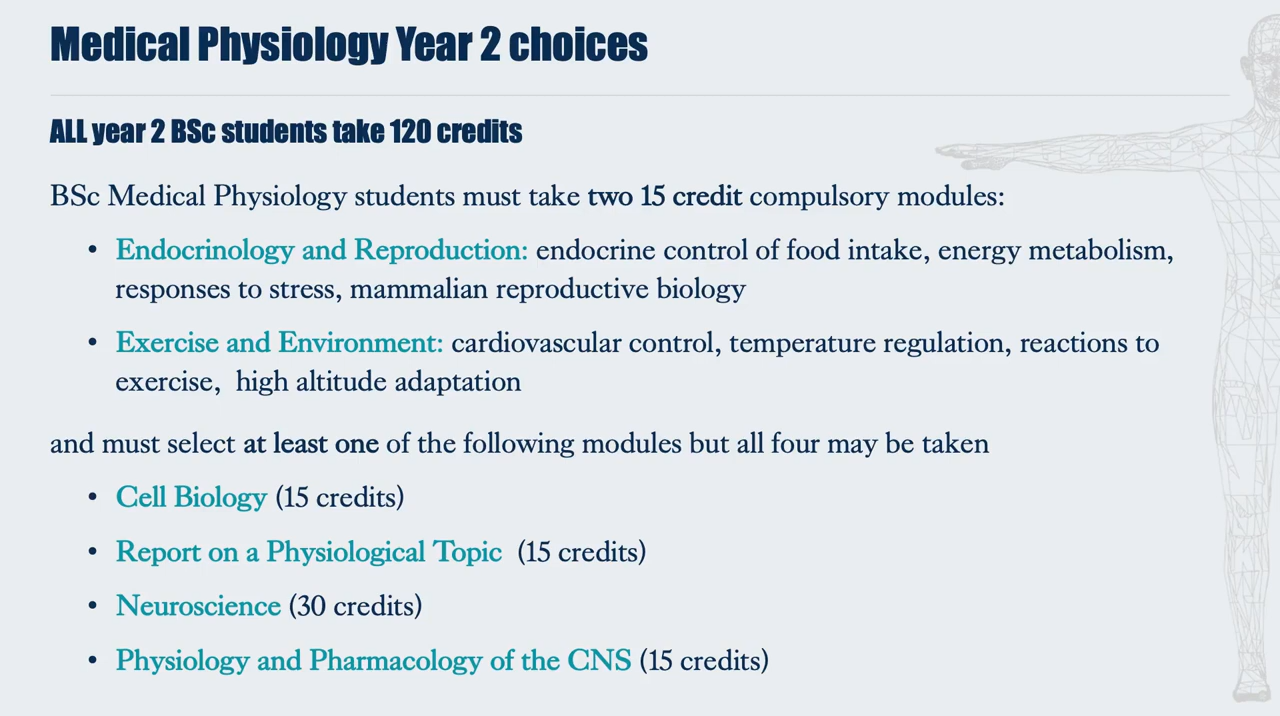 Medical Physiology Year 2 choices
ALL year 2 BSc students take 120 credits
BSc Medical Physiology students must take two 15 credit compulsory modules:
• Endocrinology and Reproduction: endocrine control of food intake, energy metabolism,
responses to stress, mammalian reproductive biology
• Exercise and Environment: cardiovascular control, temperature regulation, reactions to
exercise,  high altitude adaptation
and must select at least one of the following modules but all four may be taken
• Cell Biology (15 credits)
• Report on a Physiological Topic  (15 credits)
• Neuroscience (30 credits)
• Physiology and Pharmacology of the CNS (15 credits)